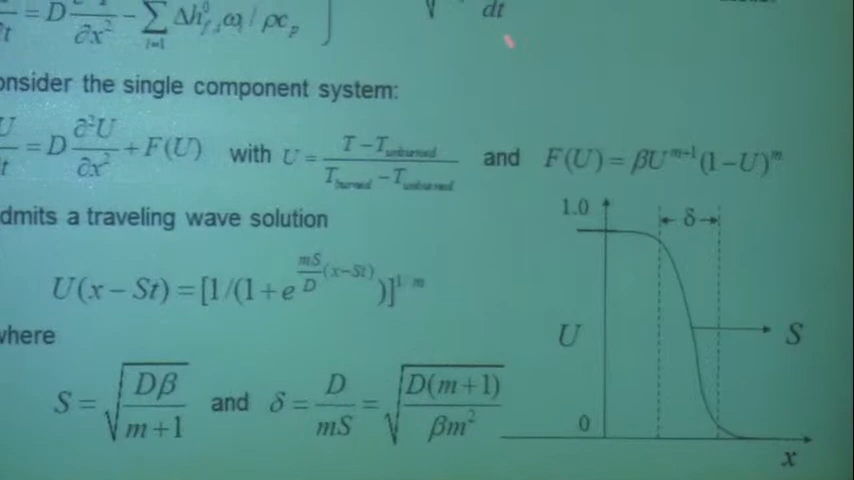 = D ∂x² − Σ i=1 Δh⁰f,i ωi / ρcp
√ dt
onsider the single component system:
U/t = D ∂²U/∂x² + F(U) with U = (T − Tunburned)/(Tburned − Tunburned) and F(U) = βU^(m+1)(1−U)^m
dmits a traveling wave solution
U(x − St) = [1/(1 + e^(mS/D (x−St)))]^(1/m)
where
S = √(Dβ/(m+1)) and δ = D/(mS) = √(D(m+1)/(βm²))
1.0
δ
U
S
0
x